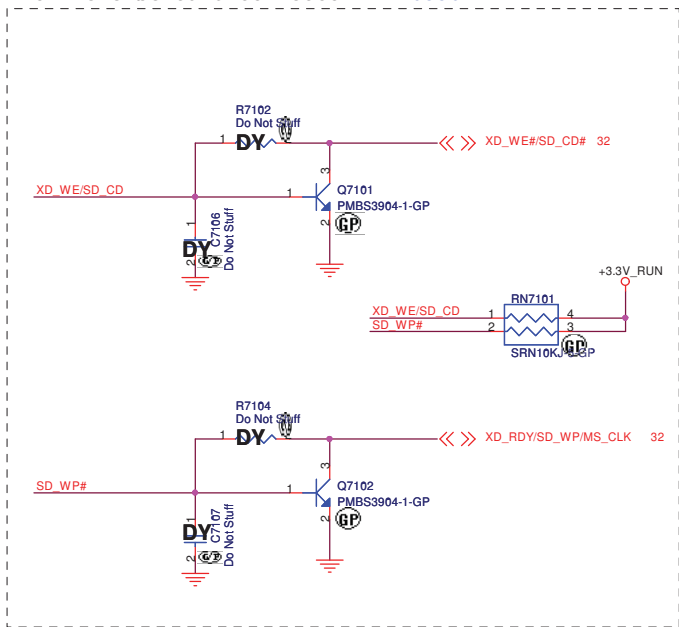 R7102
Do Not Stuff
1
DY
XD_WE#/SD_CD# 32
3
XD_WE/SD_CD
1
Q7101
PMBS3904-1-GP
2
GP
1
C7106
DY
Do Not Stuff
2
+3.3V_RUN
RN7101
XD_WE/SD_CD
1
4
SD_WP#
2
3
GP
R7104
Do Not Stuff
1
DY
XD_RDY/SD_WP/MS_CLK 32
3
SD_WP#
1
Q7102
PMBS3904-1-GP
2
GP
1
C7107
DY
Do Not Stuff
2